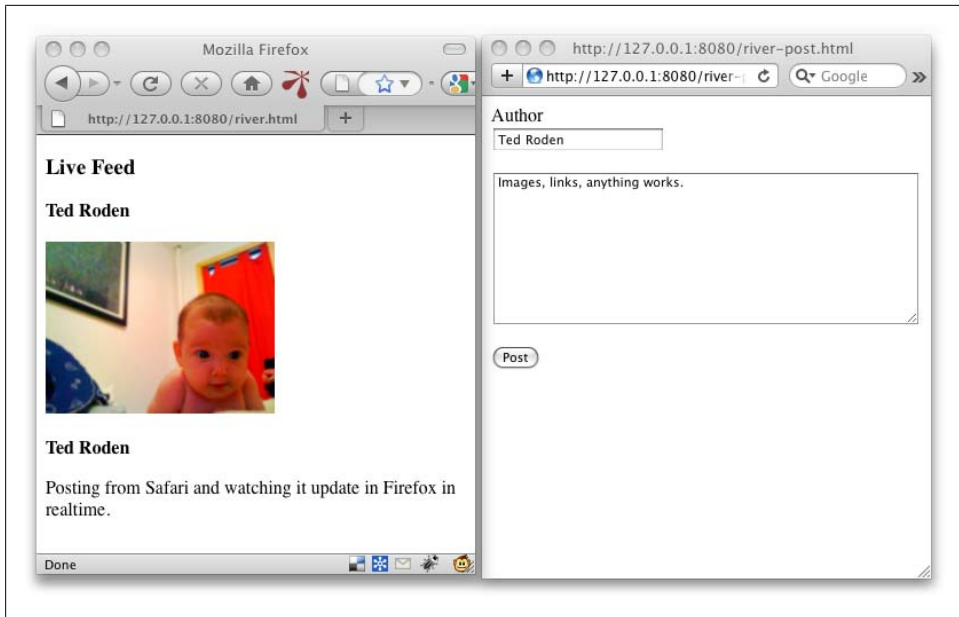 Mozilla Firefox
http://127.0.0.1:8080/river.html
Live Feed
Ted Roden
Ted Roden
Posting from Safari and watching it update in Firefox in
realtime.
Done
http://127.0.0.1:8080/river-post.html
http://127.0.0.1:8080/river-
Google
Author
Ted Roden
Images, links, anything works.
Post